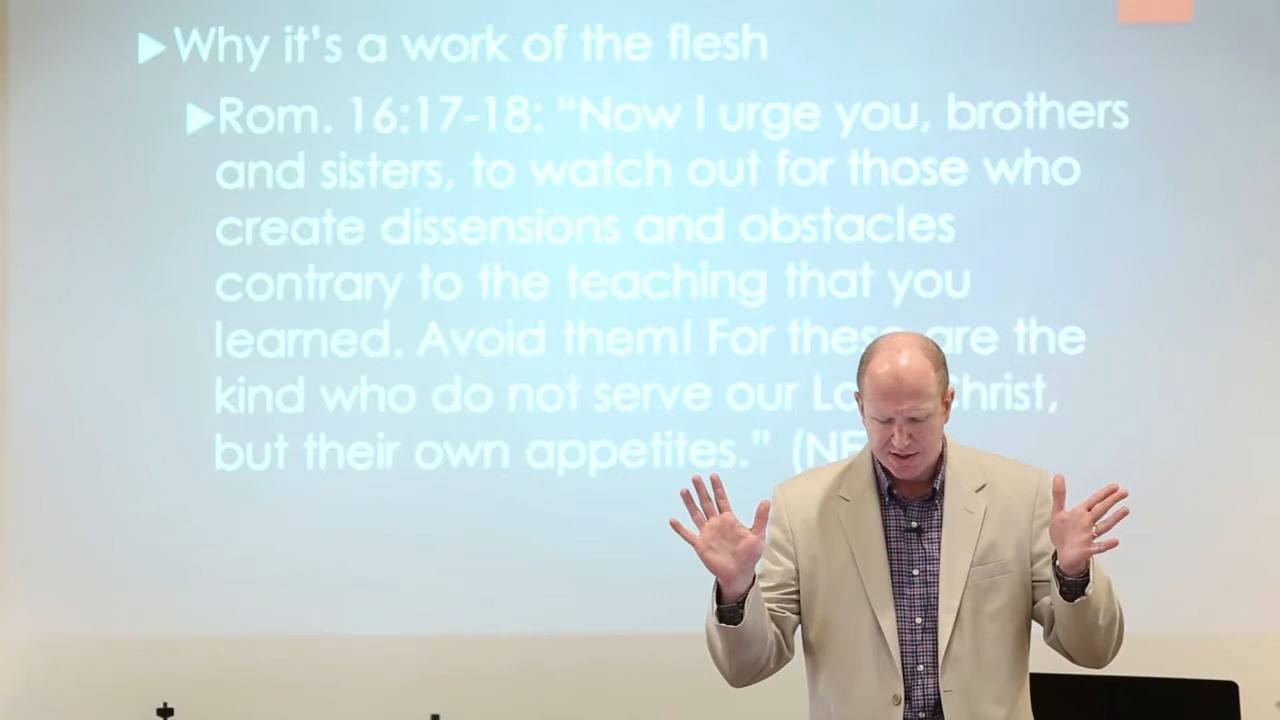 Why it's a work of the flesh
Rom. 16:17-18: “Now I urge you, brothers
and sisters, to watch out for those who
create dissensions and obstacles
contrary to the teaching that you
learned. Avoid them! For these are the
kind who do not serve our Christ,
but their own appetites.”